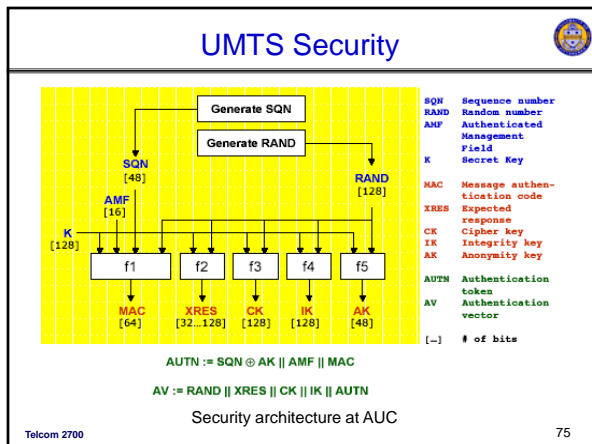 UMTS Security
Generate SQN
Generate RAND
SQN
[48]
RAND
[128]
AMF
[16]
K
[128]
f1
f2
f3
f4
f5
MAC
[64]
XRES
[32...128]
CK
[128]
IK
[128]
AK
[48]
SQN Sequence number
RAND Random number
AMF Authenticated
Management
Field
K Secret Key
MAC Message authen-
tication code
XRES Expected
response
CK Cipher key
IK Integrity key
AK Anonymity key
AUTN Authentication
token
AV Authentication
vector
[…] # of bits
AUTN := SQN ⊕ AK || AMF || MAC
AV := RAND || XRES || CK || IK || AUTN
Security architecture at AUC
Telcom 2700
75